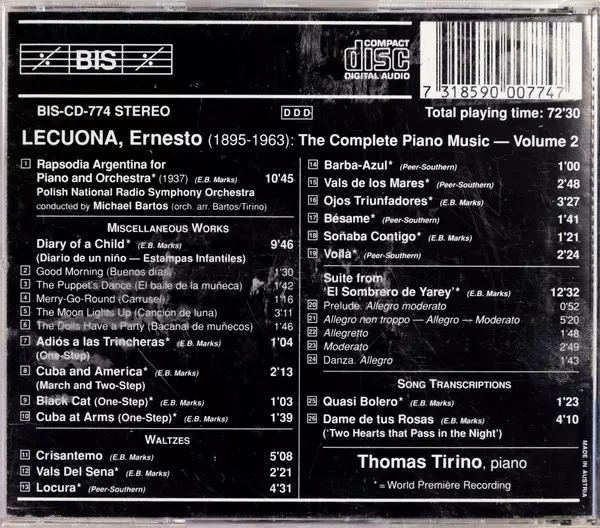 BIS
COMPACT
disc
DIGITAL AUDIO
7 318590 007747
BIS-CD-774 STEREO
DDD
Total playing time: 72'30
LECUONA, Ernesto (1895-1963): The Complete Piano Music — Volume 2
1 Rapsodia Argentina for
Piano and Orchestra* (1937) (E.B. Marks) 10'45
Polish National Radio Symphony Orchestra
conducted by Michael Bartos (orch. arr. Bartos/Tirino)
Miscellaneous Works
Diary of a Child* (E.B. Marks) 9'46
(Diario de un niño — Estampas Infantiles)
2 Good Morning (Buenos dias) 1'30
3 The Puppet's Dance (El baile de la muñeca) 1'42
4 Merry-Go-Round (Carrusel) 1'16
5 The Moon Lights Up (Canción de luna) 3'11
6 The Dolls Have a Party (Bacanal de muñecos) 1'46
7 Adiós a las Trincheras* (E.B. Marks) 1'04
(One-Step)
8 Cuba and America* (E.B. Marks) 2'13
(March and Two-Step)
9 Black Cat (One-Step)* (E.B. Marks) 1'03
10 Cuba at Arms (One-Step)* (E.B. Marks) 1'39
Waltzes
11 Crisantemo (E.B. Marks) 5'08
12 Vals Del Sena* (E.B. Marks) 2'21
13 Locura* (Peer-Southern) 4'31
14 Barba-Azul* (Peer-Southern) 1'00
15 Vals de los Mares* (Peer-Southern) 2'48
16 Ojos Triunfadores* (E.B. Marks) 3'27
17 Bésame* (Peer-Southern) 1'41
18 Soñaba Contigo* (E.B. Marks) 1'21
19 Voilà* (Peer-Southern) 2'24
Suite from
'El Sombrero de Yarey'* (E.B. Marks) 12'32
20 Prelude. Allegro moderato 0'52
21 Allegro non troppo — Allegro — Moderato 5'20
22 Allegretto 1'48
23 Moderato 2'49
24 Danza. Allegro 1'43
Song Transcriptions
25 Quasi Bolero* (E.B. Marks) 1'23
26 Dame de tus Rosas (E.B. Marks) 4'10
('Two Hearts that Pass in the Night')
Thomas Tirino, piano
* = World Première Recording
MADE IN AUSTRIA